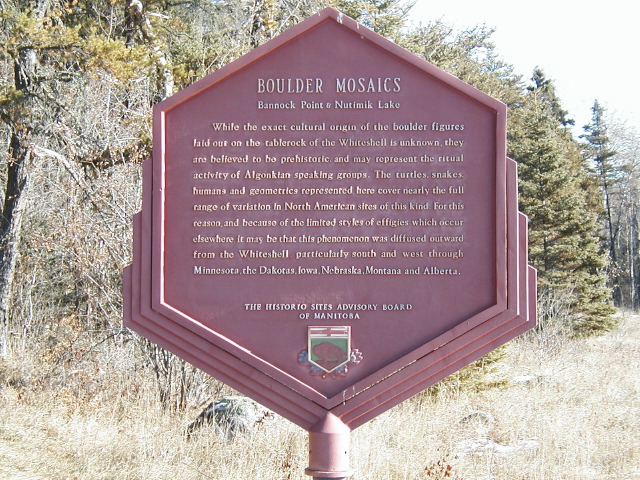 BOULDER MOSAICS
Bannock Point & Nutimik Lake
While the exact cultural origin of the boulder figures
laid out on the tablerock of the Whiteshell is unknown, they
are believed to be prehistoric, and may represent the ritual
activity of Algonkian speaking groups. The turtles, snakes,
humans and geometrics represented here cover nearly the full
range of variation in North American sites of this kind. For this
reason, and because of the limited styles of effigies which occur
elsewhere it may be that this phenomenon was diffused outward
from the Whiteshell particularly south and west through
Minnesota, the Dakotas, Iowa, Nebraska, Montana and Alberta.
THE HISTORIC SITES ADVISORY BOARD
OF MANITOBA